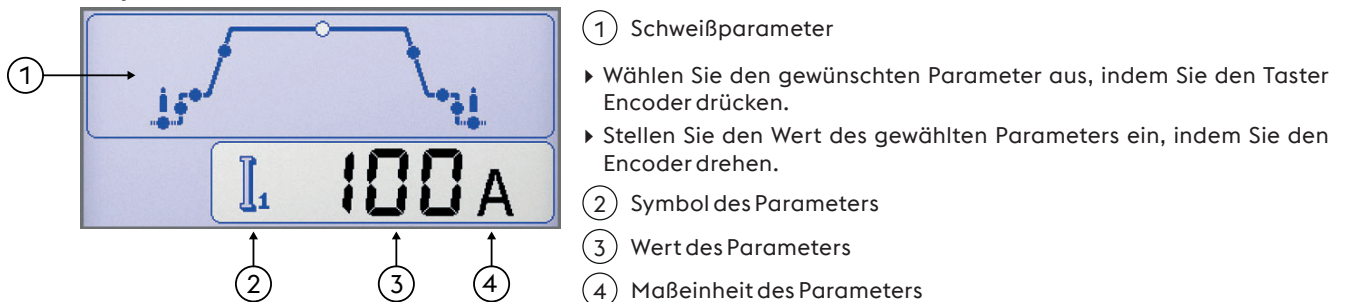 1 Schweißparameter
Wählen Sie den gewünschten Parameter aus, indem Sie den Taster
Encoder drücken.
Stellen Sie den Wert des gewählten Parameters ein, indem Sie den
Encoder drehen.
2 Symbol des Parameters
3 Wert des Parameters
4 Maßeinheit des Parameters
1
I1 100 A
2 3 4